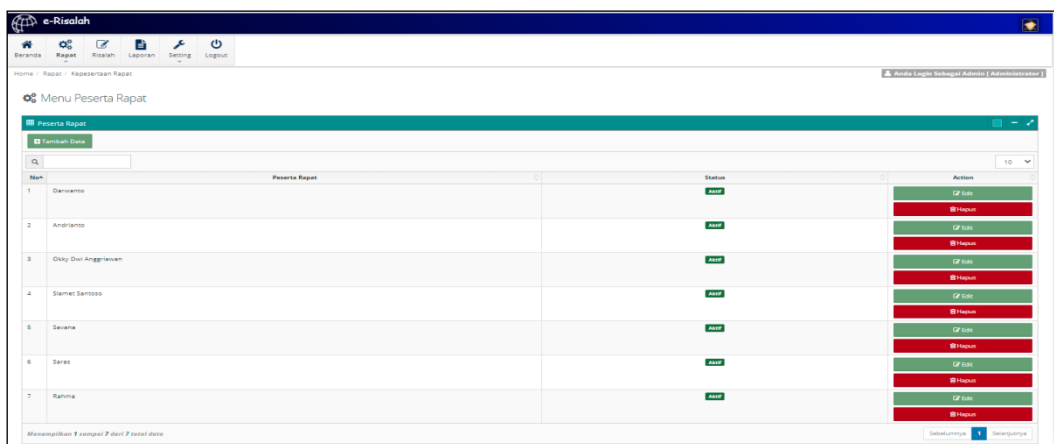 e-Risalah
Beranda Rapat Risalah Laporan Setting Logout
Home / Rapat / Kepesertaan Rapat
Anda Login Sebagai Admin [ Administrator ]
Menu Peserta Rapat
Peserta Rapat
Tambah Data
10
No Peserta Rapat Status Action
1 Darwanto Aktif Edit
Hapus
2 Andrianto Aktif Edit
Hapus
3 Okky Dwi Anggriawan Aktif Edit
Hapus
4 Slamet Santoso Aktif Edit
Hapus
5 Savana Aktif Edit
Hapus
6 Saras Aktif Edit
Hapus
7 Rahma Aktif Edit
Hapus
Menampilkan 1 sampai 7 dari 7 total data
Sebelumnya 1 Selanjutnya